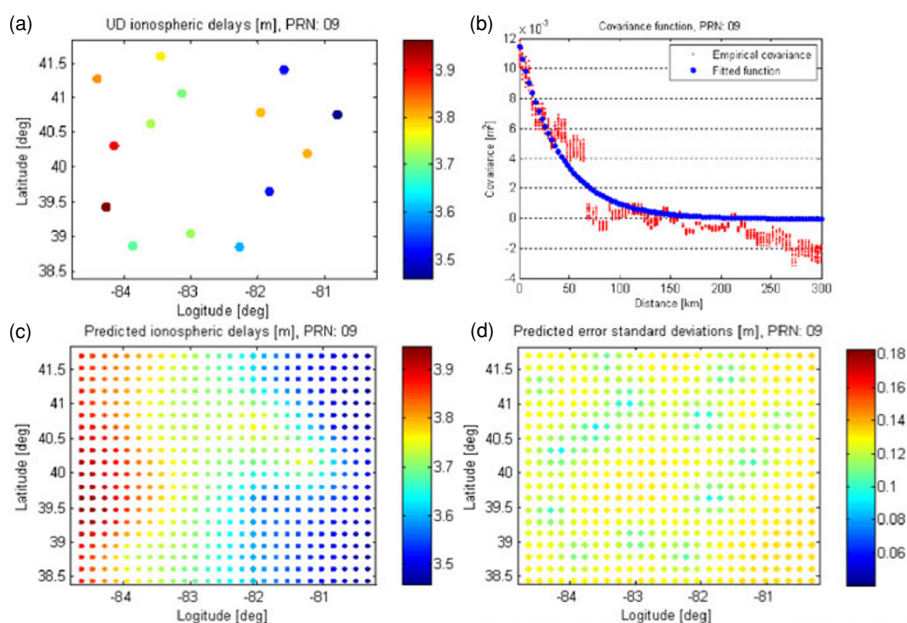 (a)
UD ionospheric delays [m], PRN: 09
41.5
41
40.5
40
39.5
39
38.5
Latitude [deg]
-84 -83 -82 -81
Logitude [deg]
3.9
3.8
3.7
3.6
3.5
(b)
Covariance function, PRN: 09
12 × 10⁻³
10
8
6
4
2
0
-2
-4
Covariance [m²]
Empirical covariance
Fitted function
0 50 100 150 200 250 300
Distance [km]
(c)
Predicted ionospheric delays [m], PRN: 09
41.5
41
40.5
40
39.5
39
38.5
Latitude [deg]
-84 -83 -82 -81
Logitude [deg]
3.9
3.8
3.7
3.6
3.5
(d)
Predicted error standard deviations [m], PRN: 09
41.5
41
40.5
40
39.5
39
38.5
Latitude [deg]
-84 -83 -82 -81
Logitude [deg]
0.18
0.16
0.14
0.12
0.10
0.08
0.06